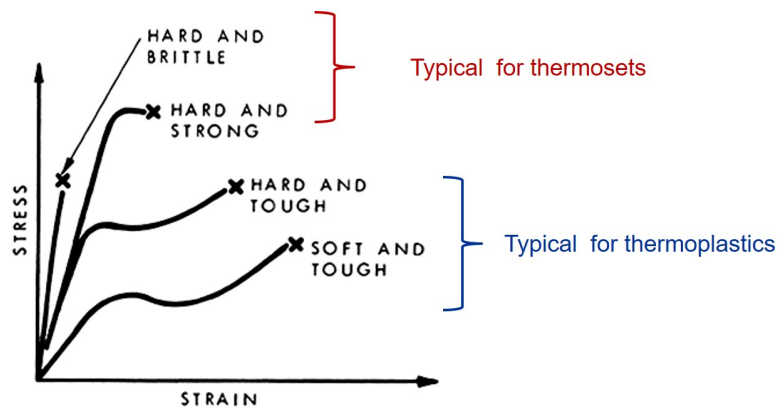 HARD AND
BRITTLE
Typical for thermosets
HARD AND
STRONG
HARD AND
TOUGH
SOFT AND
TOUGH
Typical for thermoplastics
STRESS
STRAIN